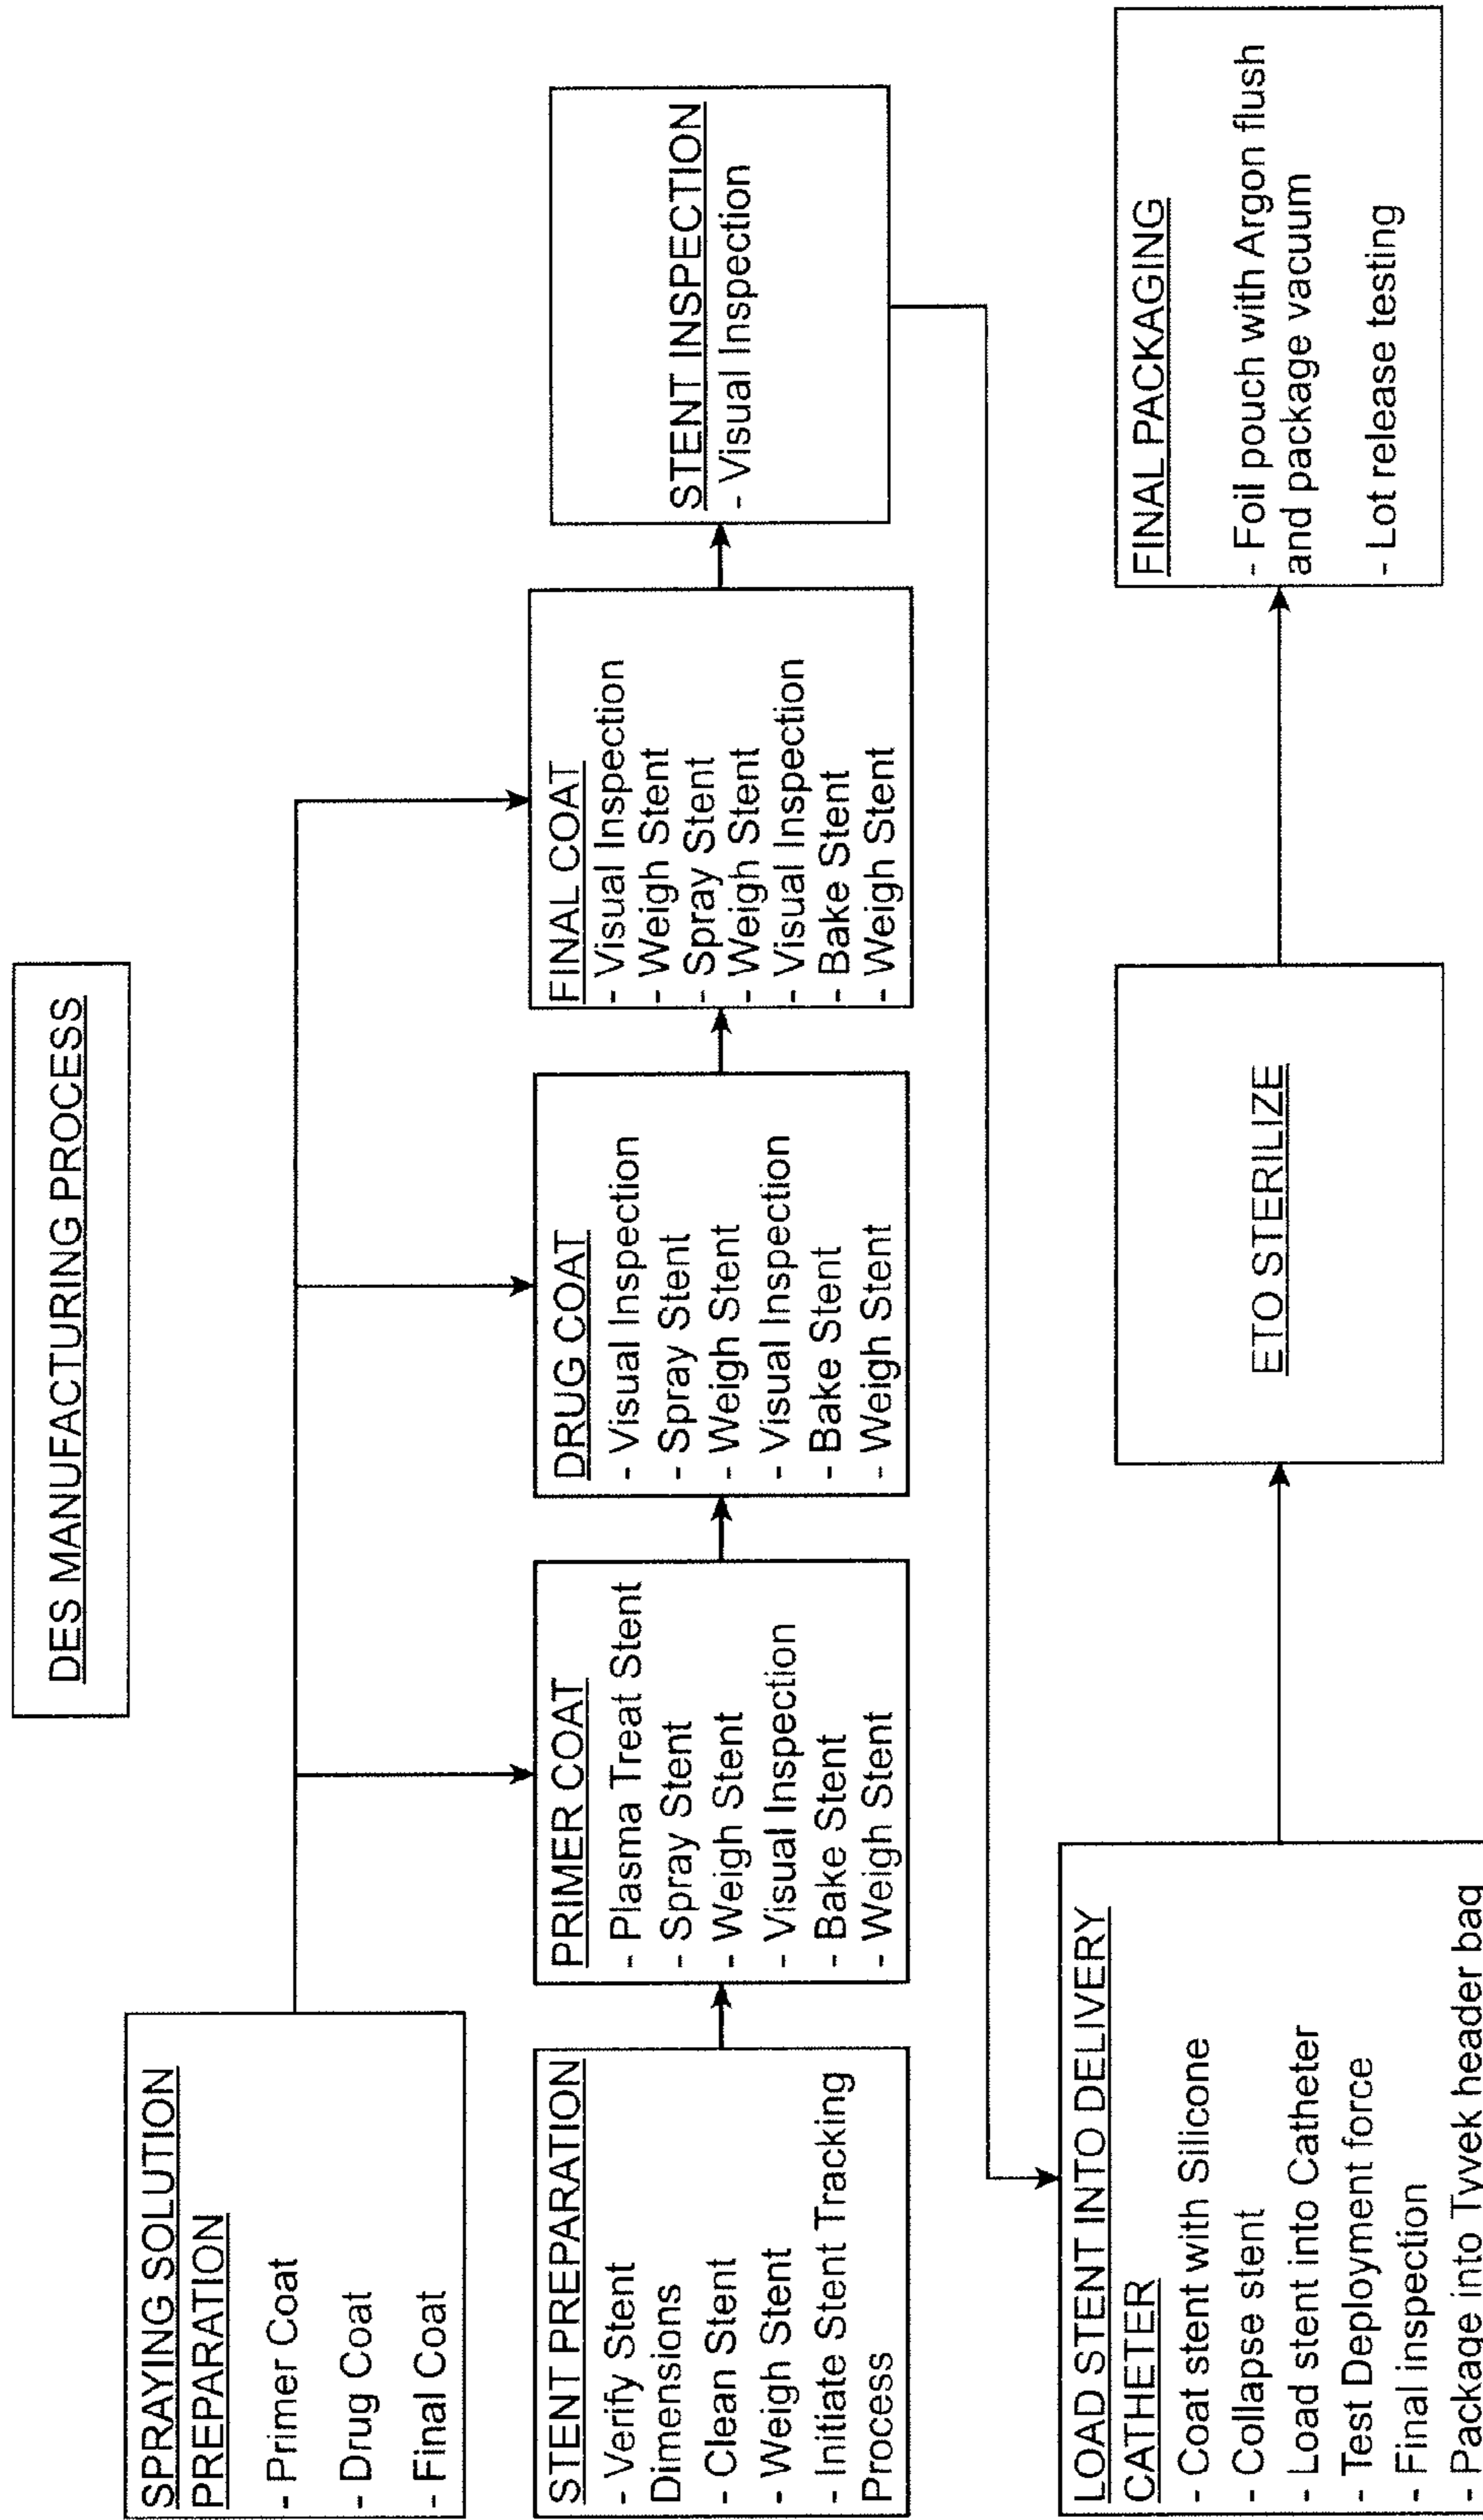 DES MANUFACTURING PROCESS
SPRAYING SOLUTION
PREPARATION
- Primer Coat
- Drug Coat
- Final Coat
STENT PREPARATION
- Verify Stent
Dimensions
- Clean Stent
- Weigh Stent
- Initiate Stent Tracking
Process
PRIMER COAT
- Plasma Treat Stent
- Spray Stent
- Weigh Stent
- Visual Inspection
- Bake Stent
- Weigh Stent
DRUG COAT
- Visual Inspection
- Spray Stent
- Weigh Stent
- Visual Inspection
- Bake Stent
- Weigh Stent
FINAL COAT
- Visual Inspection
- Weigh Stent
- Spray Stent
- Weigh Stent
- Visual Inspection
- Bake Stent
- Weigh Stent
STENT INSPECTION
- Visual Inspection
LOAD STENT INTO DELIVERY
CATHETER
- Coat stent with Silicone
- Collapse stent
- Load stent into Catheter
- Test Deployment force
- Final inspection
- Package into Tyvek header bag
ETO STERILIZE
FINAL PACKAGING
- Foil pouch with Argon flush
and package vacuum
- Lot release testing